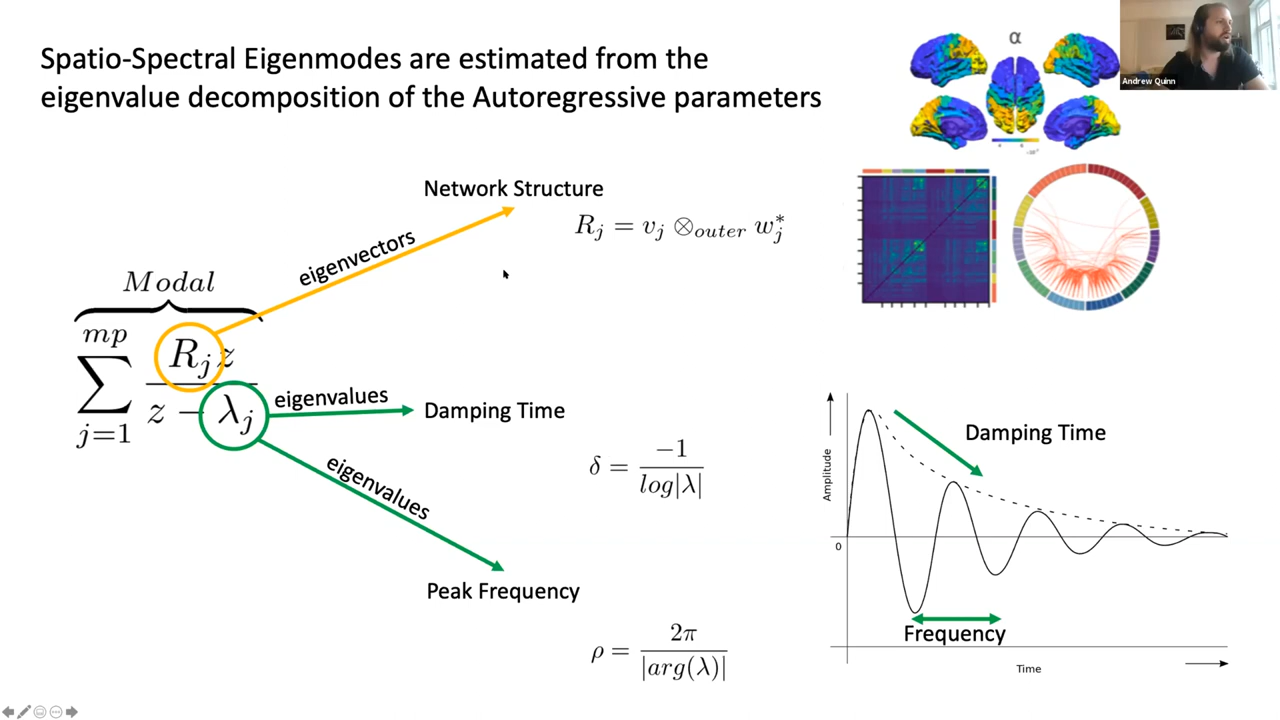 Spatio-Spectral Eigenmodes are estimated from the
eigenvalue decomposition of the Autoregressive parameters
α
Andrew Quinn
Network Structure
R_j = v_j ⊗_{outer} w_j^*
eigenvectors
Modal
mp
∑
j=1
R_j z
z − λ_j
eigenvalues
Damping Time
δ = −1 / log|λ|
eigenvalues
Peak Frequency
ρ = 2π / |arg(λ)|
Amplitude
Damping Time
0
Frequency
Time